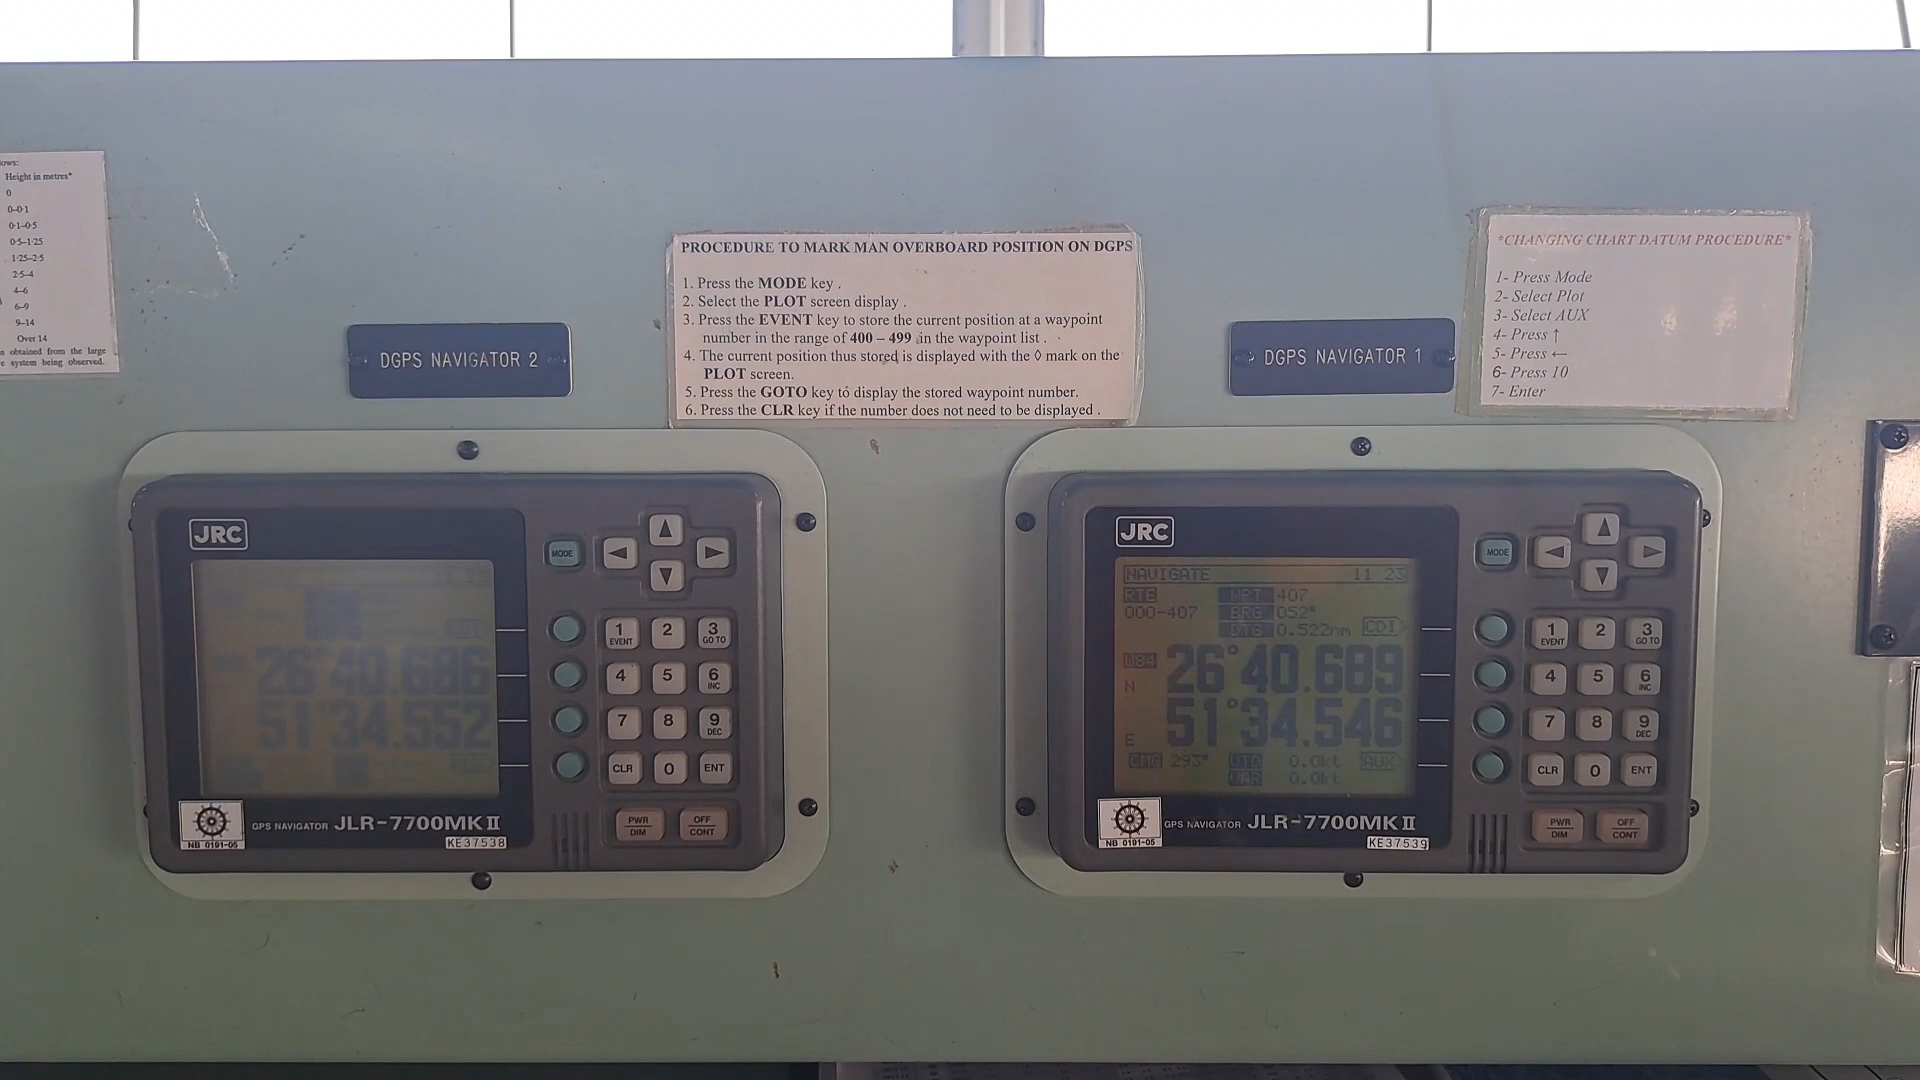 ows:
Height in metres*
0
0–0·1
0·1–0·5
0·5–1·25
1·25–2·5
2·5–4
4–6
6–9
9–14
Over 14
s obtained from the large
e system being observed.
DGPS NAVIGATOR 2
PROCEDURE TO MARK MAN OVERBOARD POSITION ON DGPS
1. Press the MODE key .
2. Select the PLOT screen display .
3. Press the EVENT key to store the current position at a waypoint
number in the range of 400 – 499 in the waypoint list .
4. The current position thus stored is displayed with the ◊ mark on the
PLOT screen.
5. Press the GOTO key to display the stored waypoint number.
6. Press the CLR key if the number does not need to be displayed .
DGPS NAVIGATOR 1
*CHANGING CHART DATUM PROCEDURE*
1- Press Mode
2- Select Plot
3- Select AUX
4- Press ↑
5- Press ←
6- Press 10
7- Enter
JRC
26°40.686
51°34.552
MODE
1 2 3
EVENT GO TO
4 5 6
INC
7 8 9
DEC
CLR 0 ENT
PWR OFF
DIM CONT
NB 0191-05
GPS NAVIGATOR JLR-7700MK II
KE37538
JRC
NAVIGATE 11 23
RTE WPT 407
000-407 BRG 052°
DTG 0.522nm CDI
W84
N 26°40.689
E 51°34.546
CMG 293° VTD 0.0kt AUX
VAR 0.0kt
MODE
1 2 3
EVENT GO TO
4 5 6
INC
7 8 9
DEC
CLR 0 ENT
PWR OFF
DIM CONT
NB 0191-05
GPS NAVIGATOR JLR-7700MK II
KE37539